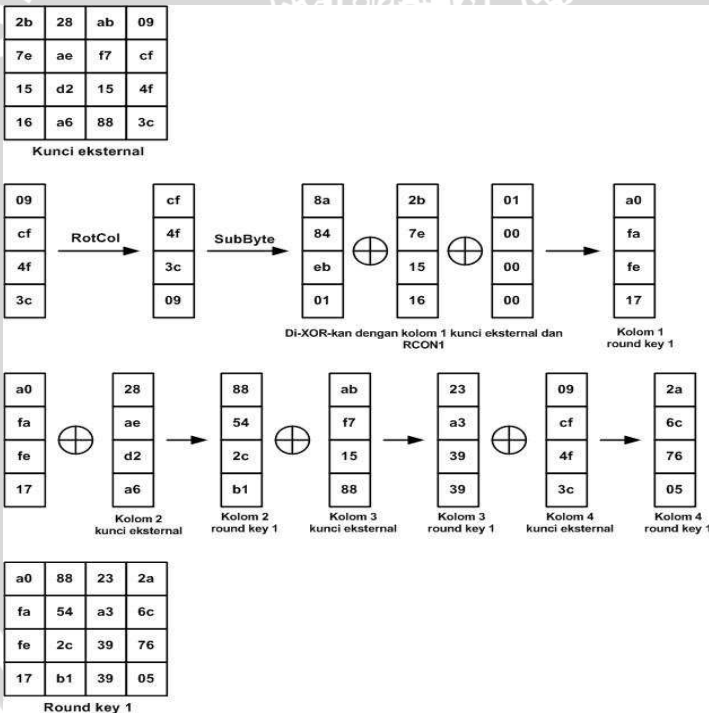 2b 28 ab 09
7e ae f7 cf
15 d2 15 4f
16 a6 88 3c
Kunci eksternal
09 cf 8a 2b 01 a0
cf RotCol 4f SubByte 84 7e 00 fa
4f 3c eb 15 00 fe
3c 09 01 16 00 17
Di-XOR-kan dengan kolom 1 kunci eksternal dan
RCON1
Kolom 1
round key 1
a0 28 88 ab 23 09 2a
fa ae 54 f7 a3 cf 6c
fe d2 2c 15 39 4f 76
17 a6 b1 88 39 3c 05
Kolom 2
kunci eksternal
Kolom 2
round key 1
Kolom 3
kunci eksternal
Kolom 3
round key 1
Kolom 4
kunci eksternal
Kolom 4
round key 1
a0 88 23 2a
fa 54 a3 6c
fe 2c 39 76
17 b1 39 05
Round key 1